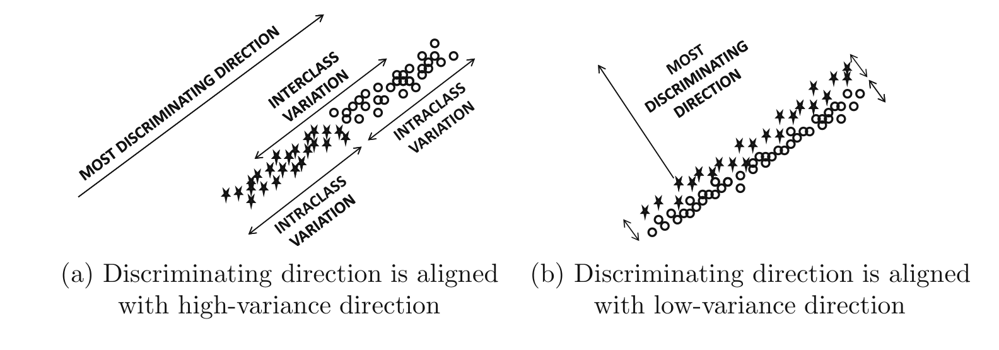 MOST DISCRIMINATING DIRECTION
INTERCLASS
VARIATION
INTRACLASS
VARIATION
INTRACLASS
VARIATION
(a) Discriminating direction is aligned
with high-variance direction
MOST
DISCRIMINATING
DIRECTION
(b) Discriminating direction is aligned
with low-variance direction